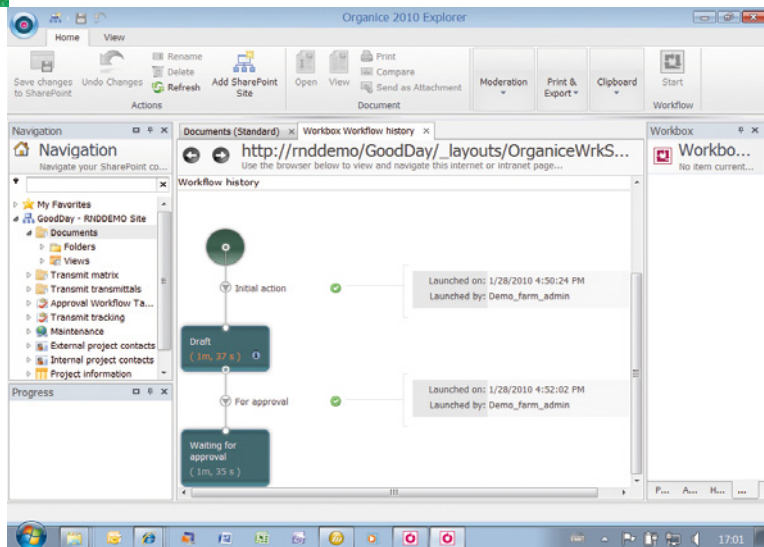 Organice 2010 Explorer
Home View
Save changes to SharePoint
Undo Changes
Rename
Delete
Refresh
Add SharePoint Site
Actions
Open
View
Print
Compare
Send as Attachment
Document
Moderation
Print & Export
Clipboard
Start
Workflow
Navigation
Navigation
Navigate your SharePoint co...
My Favorites
GoodDay - RNDDEMO Site
Documents
Folders
Views
Transmit matrix
Transmit transmittals
Approval Workflow Ta...
Transmit tracking
Maintenance
External project contacts
Internal project contacts
Project information
Progress
Documents (Standard)
Workbox Workflow history
http://rnddemo/GoodDay/_layouts/OrganiceWrkS...
Use the browser below to view and navigate this internet or intranet page...
Workflow history
Initial action
Launched on: 1/28/2010 4:50:24 PM
Launched by: Demo_farm_admin
Draft
( 1m, 37 s )
For approval
Launched on: 1/28/2010 4:52:02 PM
Launched by: Demo_farm_admin
Waiting for
approval
( 1m, 35 s )
Workbox
Workbo...
No item current...
P... A... H... ...
17:01